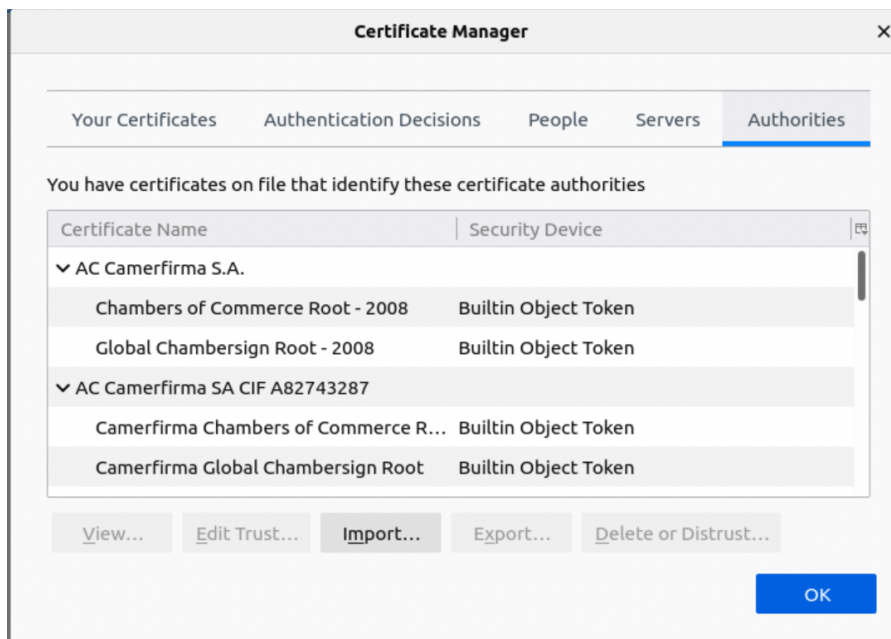 Certificate Manager
Your Certificates Authentication Decisions People Servers Authorities
You have certificates on file that identify these certificate authorities
Certificate Name Security Device
AC Camerfirma S.A.
Chambers of Commerce Root - 2008 Builtin Object Token
Global Chambersign Root - 2008 Builtin Object Token
AC Camerfirma SA CIF A82743287
Camerfirma Chambers of Commerce R... Builtin Object Token
Camerfirma Global Chambersign Root Builtin Object Token
View... Edit Trust... Import... Export... Delete or Distrust...
OK